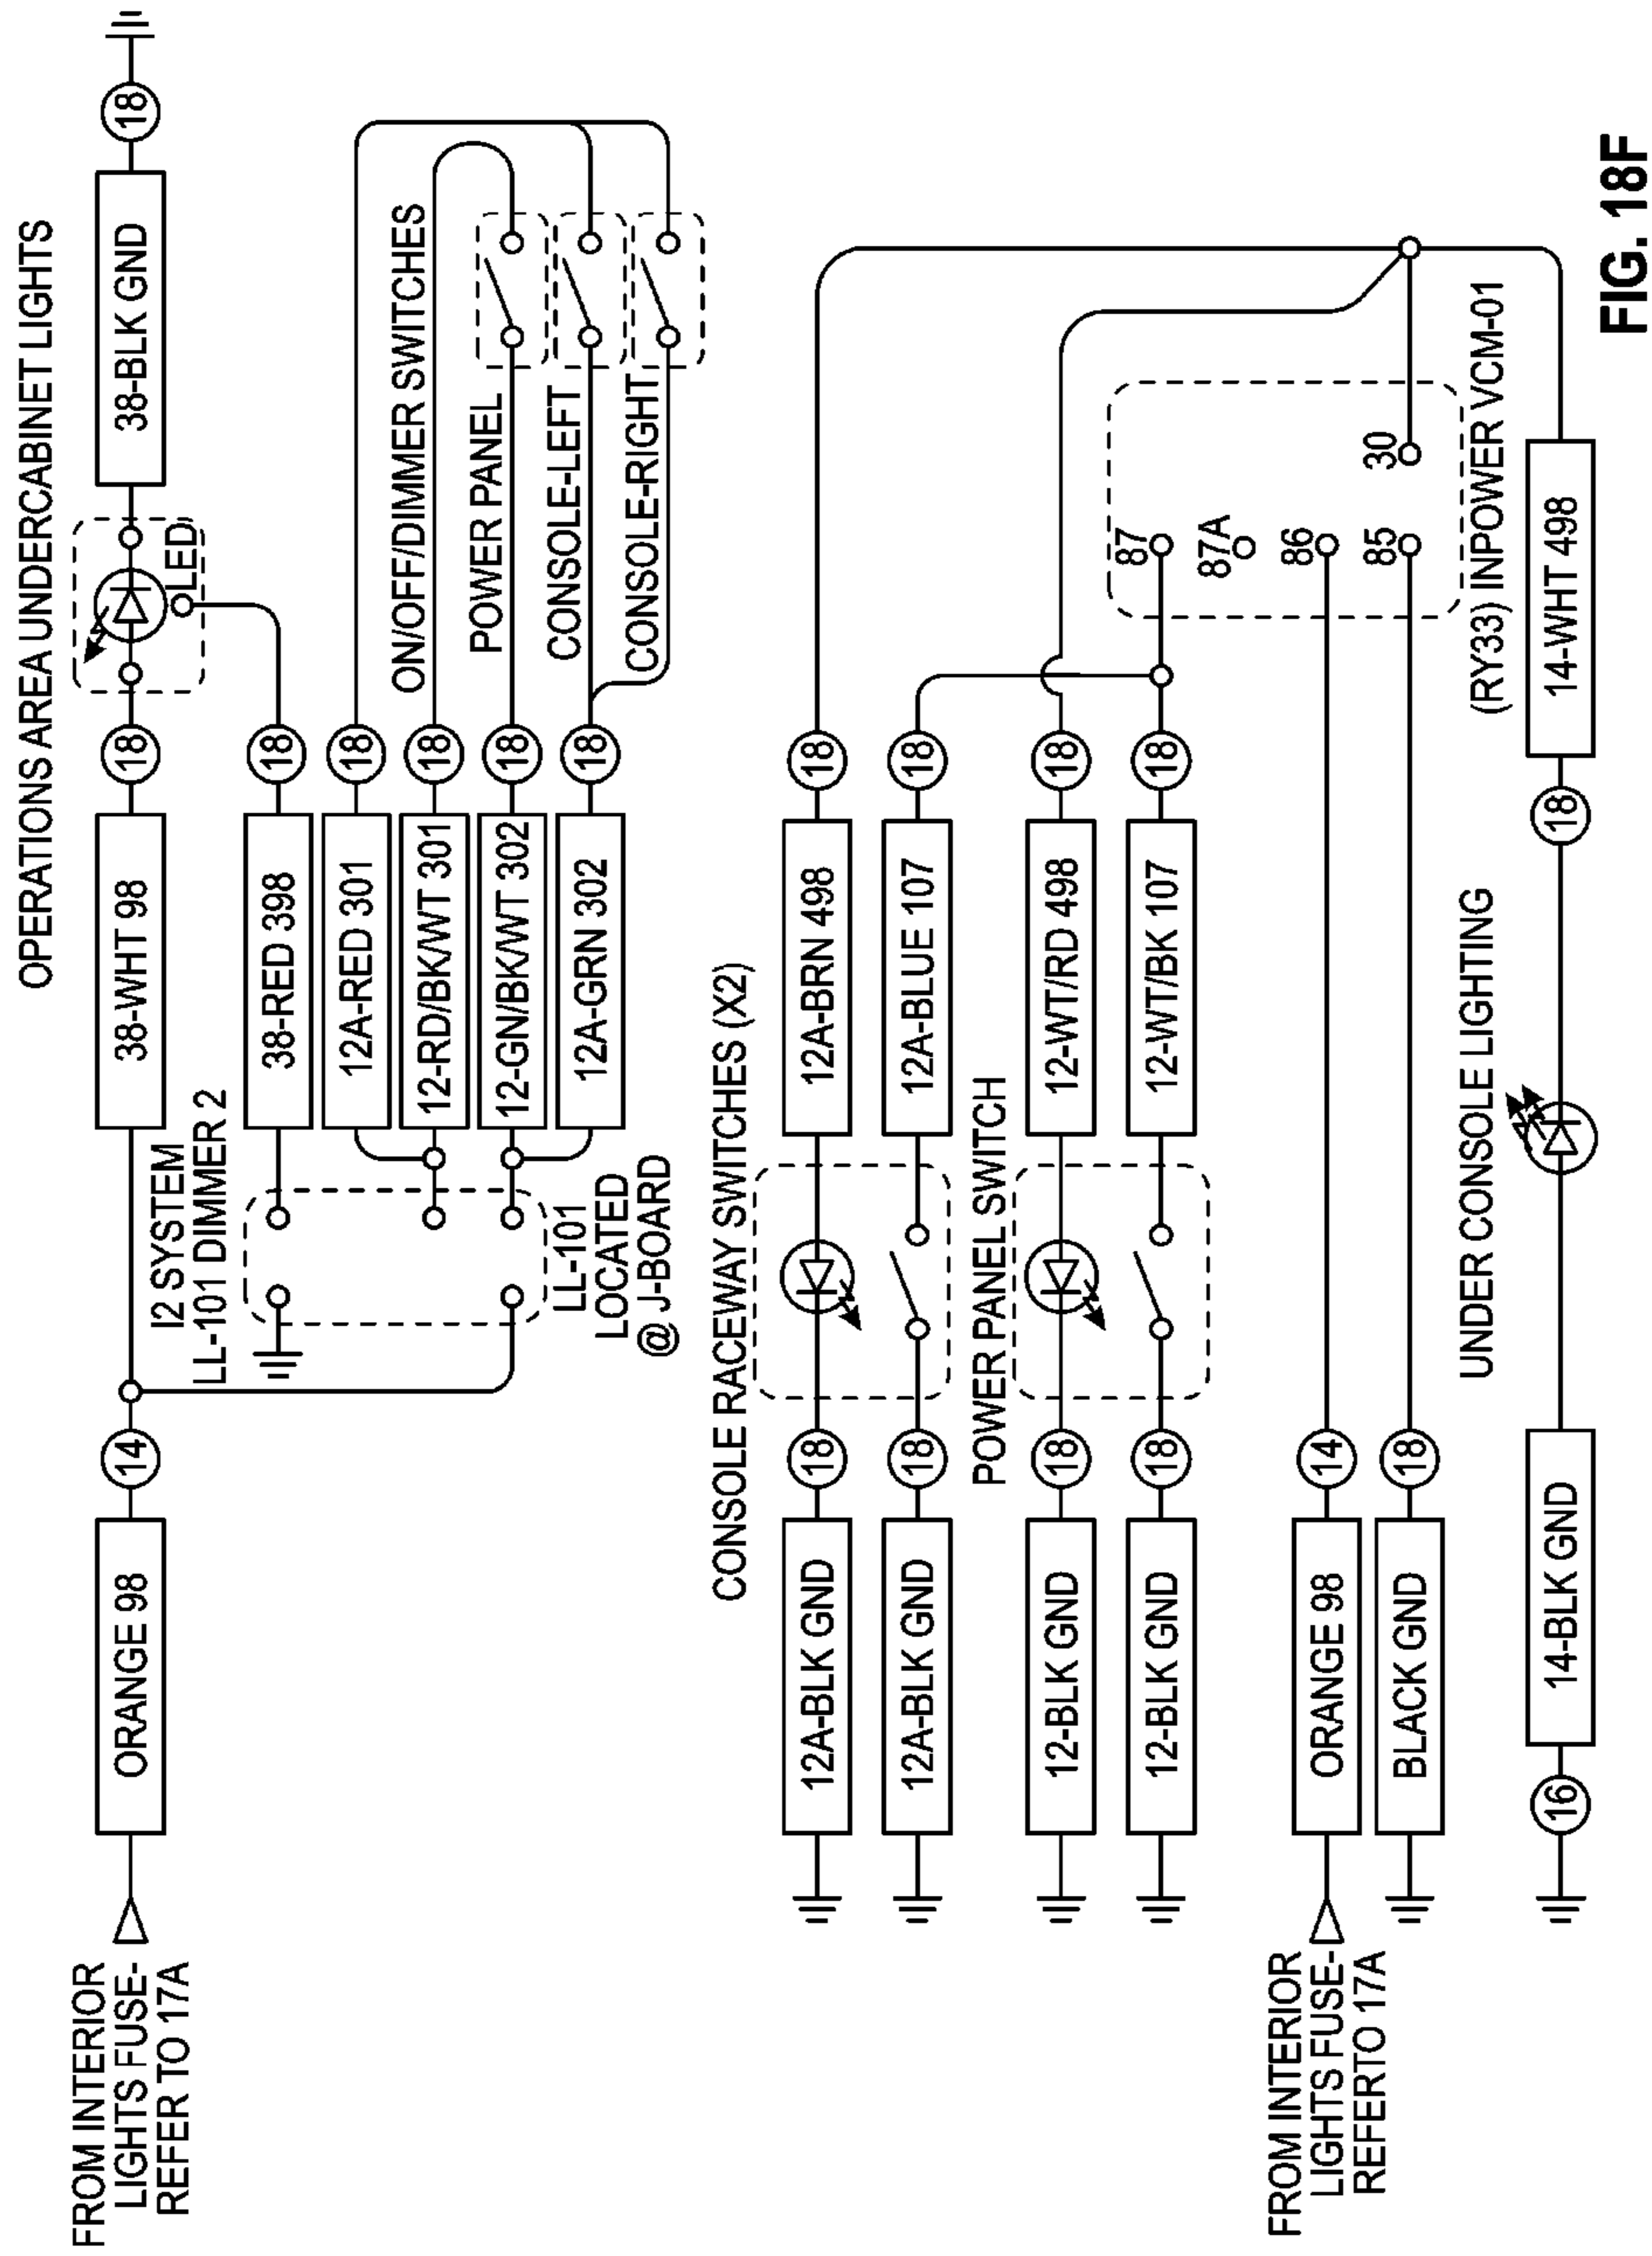 OPERATIONS AREA UNDERCABINET LIGHTS
FROM INTERIOR
LIGHTS FUSE-
REFER TO 17A
ORANGE 98
14
38-WHT 98
18
LED
38-BLK GND
18
I2 SYSTEM
LL-101 DIMMER 2
38-RED 398
18
12A-RED 301
18
12-RD/BK/WT 301
18
12-GN/BK/WT 302
18
12A-GRN 302
18
LL-101
LOCATED
@ J-BOARD
ON/OFF/DIMMER SWITCHES
POWER PANEL
CONSOLE-LEFT
CONSOLE-RIGHT
CONSOLE RACEWAY SWITCHES (X2)
12A-BLK GND
18
12A-BRN 498
18
12A-BLK GND
18
12A-BLUE 107
18
POWER PANEL SWITCH
12-BLK GND
18
12-WT/RD 498
18
12-BLK GND
18
12-WT/BK 107
18
87
87A
86
85
30
FROM INTERIOR
LIGHTS FUSE-
REFERTO 17A
ORANGE 98
14
BLACK GND
18
(RY33) INPOWER VCM-01
UNDER CONSOLE LIGHTING
16
14-BLK GND
18
14-WHT 498
FIG. 18F